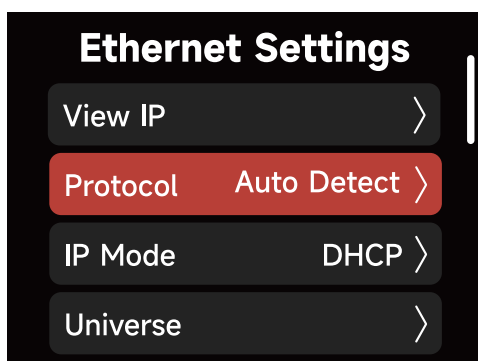 Ethernet Settings
View IP
Protocol Auto Detect
IP Mode DHCP
Universe